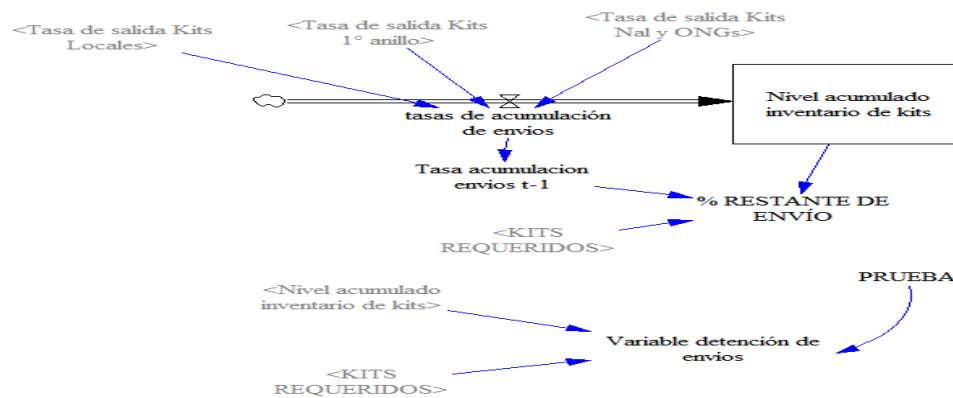 <Tasa de salida Kits
Locales>
<Tasa de salida Kits
1° anillo>
<Tasa de salida Kits
Nal y ONGs>
tasas de acumulación
de envios
Nivel acumulado
inventario de kits
Tasa acumulacion
envios t-1
% RESTANTE DE
ENVÍO
<KITS
REQUERIDOS>
PRUEBA
<Nivel acumulado
inventario de kits>
Variable detención de
envios
<KITS
REQUERIDOS>